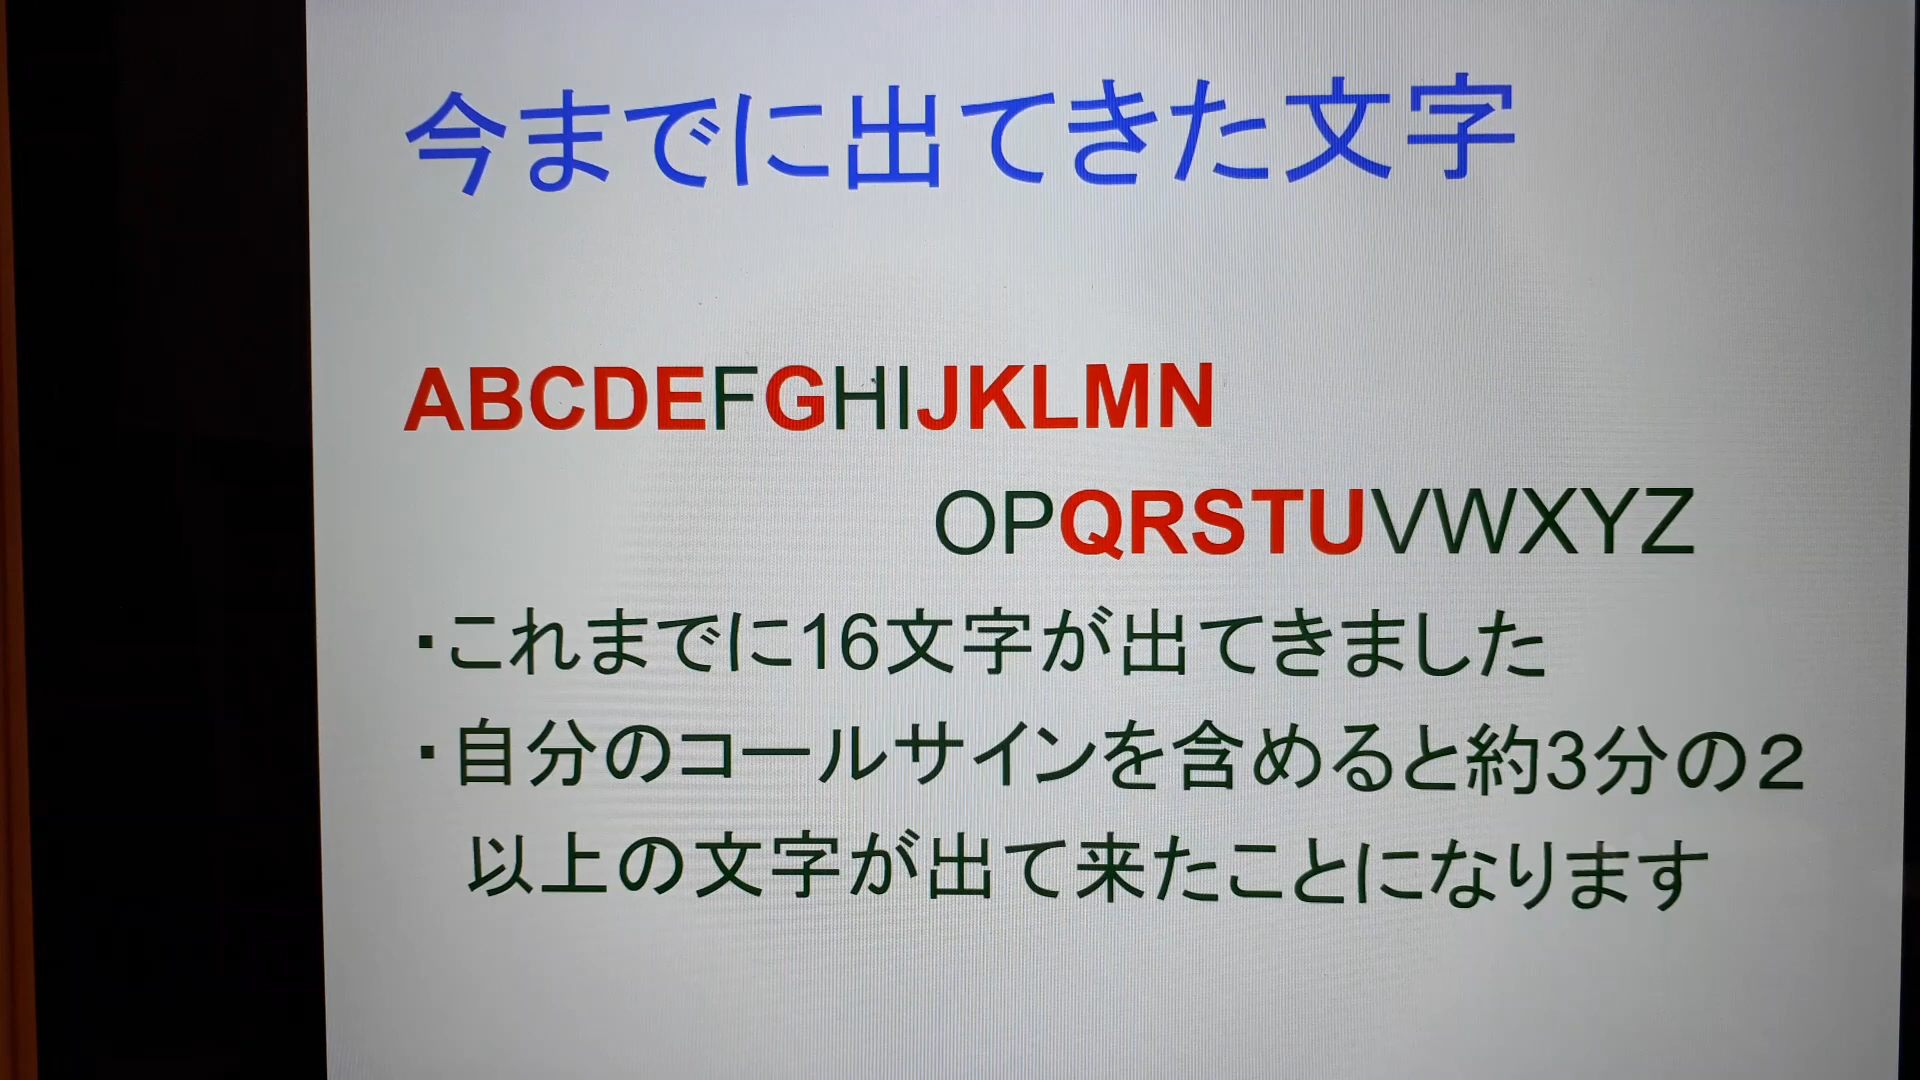 今までに出てきた文字
ABCDEFGHIJKLMN
OPQRSTUVWXYZ
・これまでに16文字が出てきました
・自分のコールサインを含めると約3分の２
以上の文字が出て来たことになります